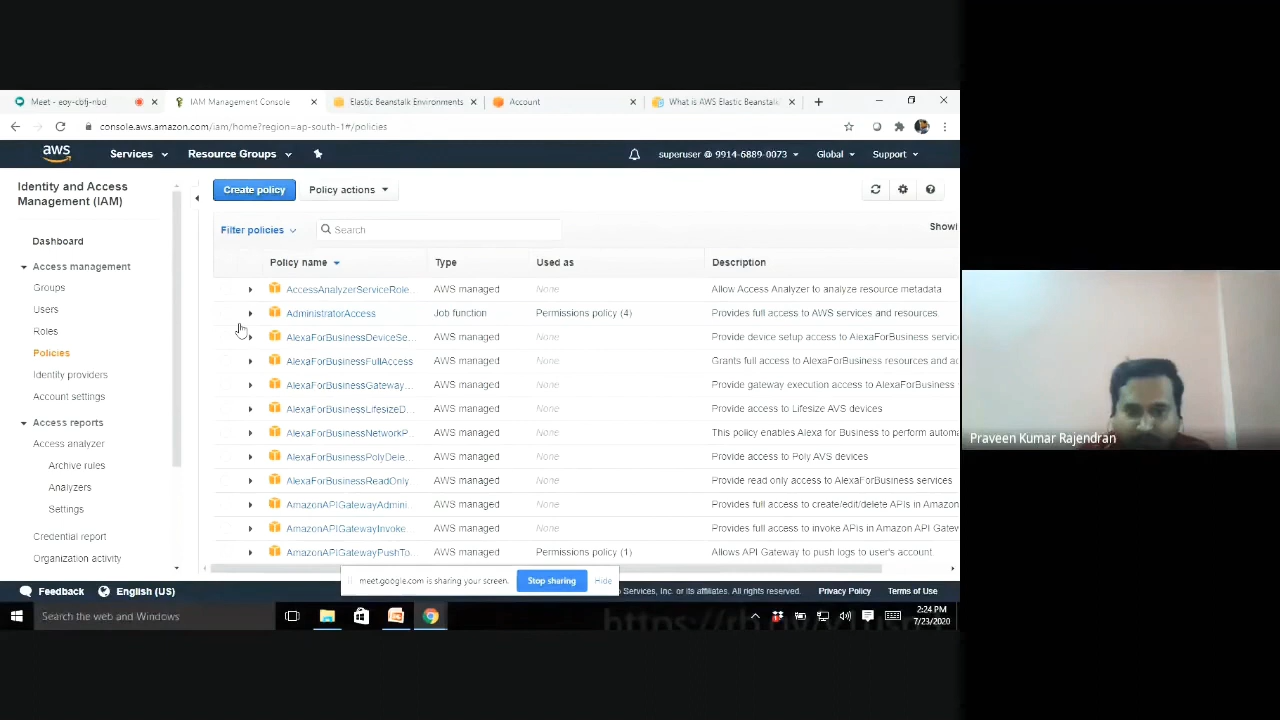 Meet - eoy-cbfj-nbd
IAM Management Console
Elastic Beanstalk Environments
Account
What is AWS Elastic Beanstalk
console.aws.amazon.com/iam/home?region=ap-south-1#/policies
aws
Services
Resource Groups
superuser @ 9914-6889-0073
Global
Support
Identity and Access
Management (IAM)
Dashboard
Access management
Groups
Users
Roles
Policies
Identity providers
Account settings
Access reports
Access analyzer
Archive rules
Analyzers
Settings
Credential report
Organization activity
Create policy
Policy actions
Filter policies
Search
Showi
Policy name
Type
Used as
Description
AccessAnalyzerServiceRole...
AWS managed
None
Allow Access Analyzer to analyze resource metadata
AdministratorAccess
Job function
Permissions policy (4)
Provides full access to AWS services and resources.
AlexaForBusinessDeviceSe...
AWS managed
None
Provide device setup access to AlexaForBusiness servic
AlexaForBusinessFullAccess
AWS managed
None
Grants full access to AlexaForBusiness resources and ac
AlexaForBusinessGateway...
AWS managed
None
Provide gateway execution access to AlexaForBusiness
AlexaForBusinessLifesizeD...
AWS managed
None
Provide access to Lifesize AVS devices
AlexaForBusinessNetworkP...
AWS managed
None
This policy enables Alexa for Business to perform automa
AlexaForBusinessPolyDele...
AWS managed
None
Provide access to Poly AVS devices
AlexaForBusinessReadOnly
AWS managed
None
Provide read only access to AlexaForBusiness services
AmazonAPIGatewayAdmini...
AWS managed
None
Provides full access to create/edit/delete APIs in Amazon
AmazonAPIGatewayInvoke...
AWS managed
None
Provides full access to invoke APIs in Amazon API Gatew
AmazonAPIGatewayPushTo...
AWS managed
Permissions policy (1)
Allows API Gateway to push logs to user's account
meet.google.com is sharing your screen.
Stop sharing
Hide
Feedback
English (US)
Services, Inc. or its affiliates. All rights reserved.
Privacy Policy
Terms of Use
Search the web and Windows
2:24 PM
7/23/2020
Praveen Kumar Rajendran